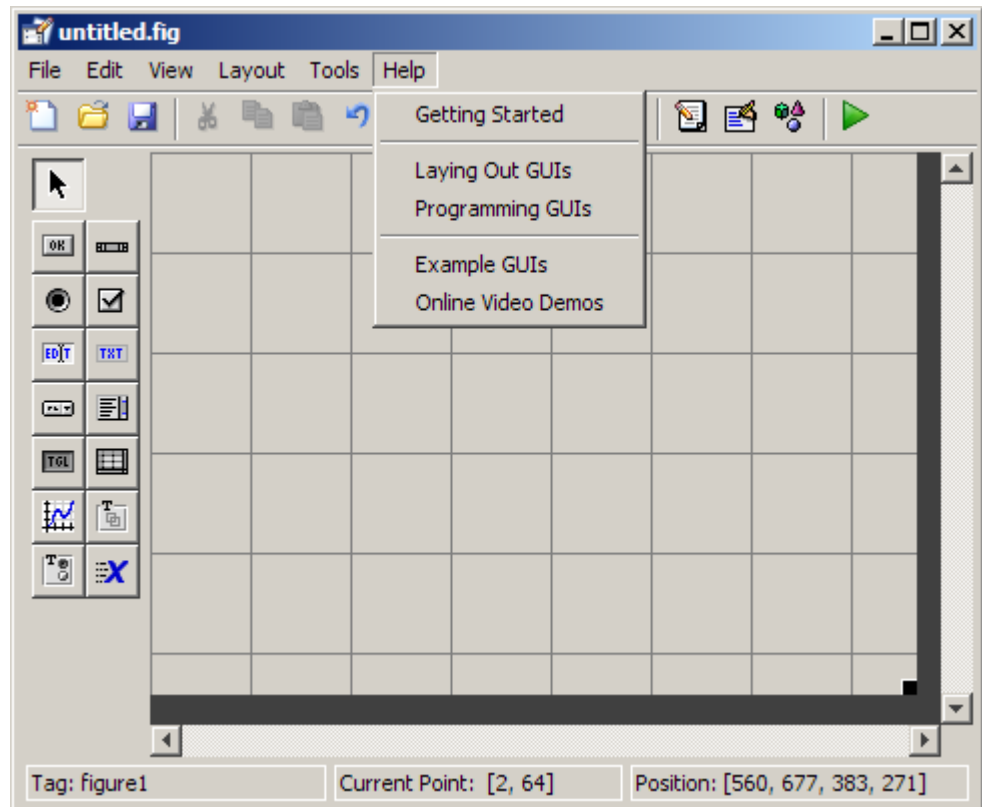 untitled.fig
File Edit View Layout Tools Help
Getting Started
Laying Out GUIs
Programming GUIs
Example GUIs
Online Video Demos
OK
EDIT TXT
TGL
T
T
X
Tag: figure1 Current Point: [2, 64] Position: [560, 677, 383, 271]